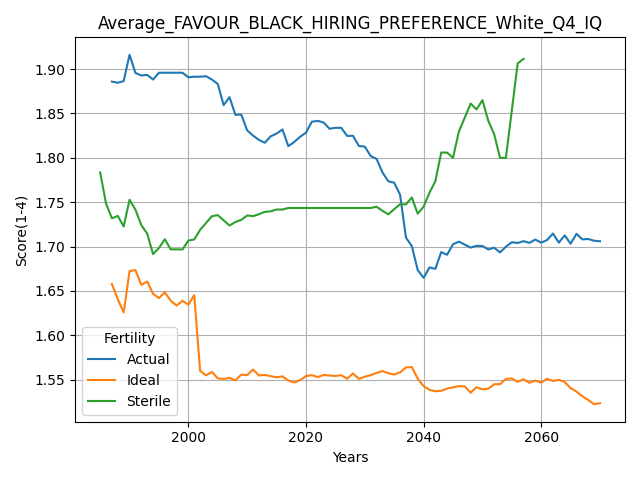 Average_FAVOUR_BLACK_HIRING_PREFERENCE_White_Q4_IQ
1.90
1.85
1.80
1.75
1.70
1.65
1.60
1.55
Score(1-4)
Fertility
Actual
Ideal
Sterile
2000 2020 2040 2060
Years